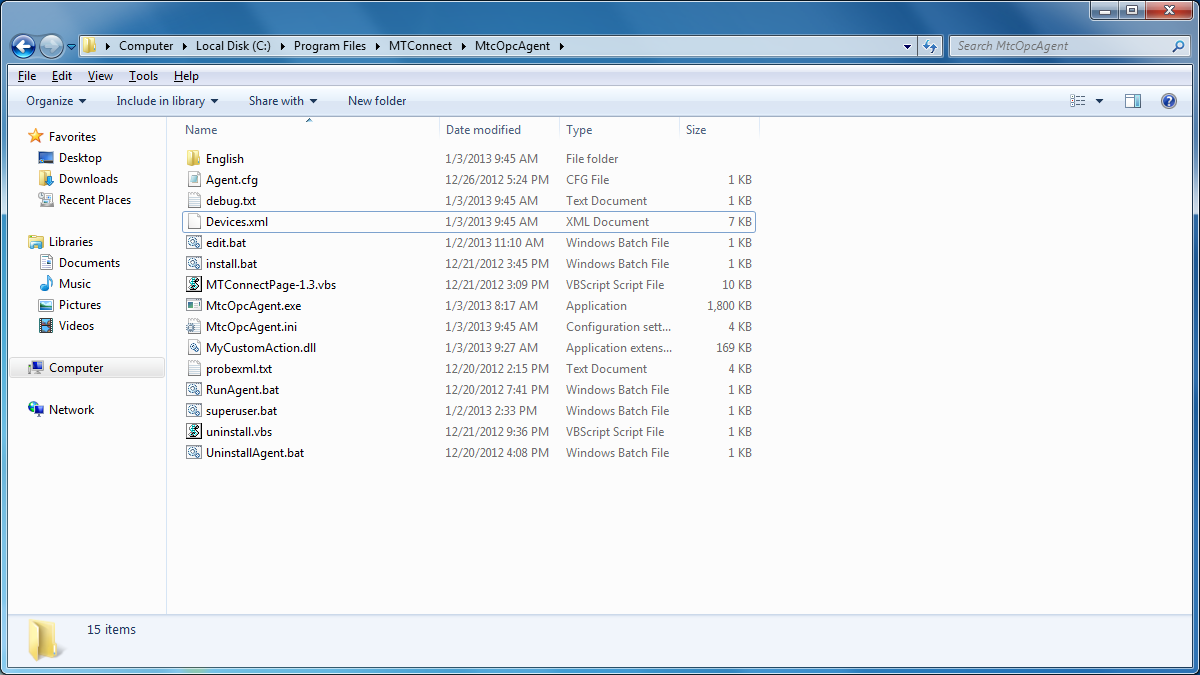 Computer Local Disk (C:) Program Files MTConnect MtcOpcAgent Search MtcOpcAgent
File Edit View Tools Help
Organize Include in library Share with New folder
Favorites
Desktop
Downloads
Recent Places
Libraries
Documents
Music
Pictures
Videos
Computer
Network
Name Date modified Type Size
English 1/3/2013 9:45 AM File folder
Agent.cfg 12/26/2012 5:24 PM CFG File 1 KB
debug.txt 1/3/2013 9:45 AM Text Document 1 KB
Devices.xml 1/3/2013 9:45 AM XML Document 7 KB
edit.bat 1/2/2013 11:10 AM Windows Batch File 1 KB
install.bat 12/21/2012 3:45 PM Windows Batch File 1 KB
MTConnectPage-1.3.vbs 12/21/2012 3:09 PM VBScript Script File 10 KB
MtcOpcAgent.exe 1/3/2013 8:17 AM Application 1,800 KB
MtcOpcAgent.ini 1/3/2013 9:45 AM Configuration sett... 4 KB
MyCustomAction.dll 1/3/2013 9:27 AM Application extens... 169 KB
probexml.txt 12/20/2012 2:15 PM Text Document 4 KB
RunAgent.bat 12/20/2012 7:41 PM Windows Batch File 1 KB
superuser.bat 1/2/2013 2:33 PM Windows Batch File 1 KB
uninstall.vbs 12/21/2012 9:36 PM VBScript Script File 1 KB
UninstallAgent.bat 12/20/2012 4:08 PM Windows Batch File 1 KB
15 items